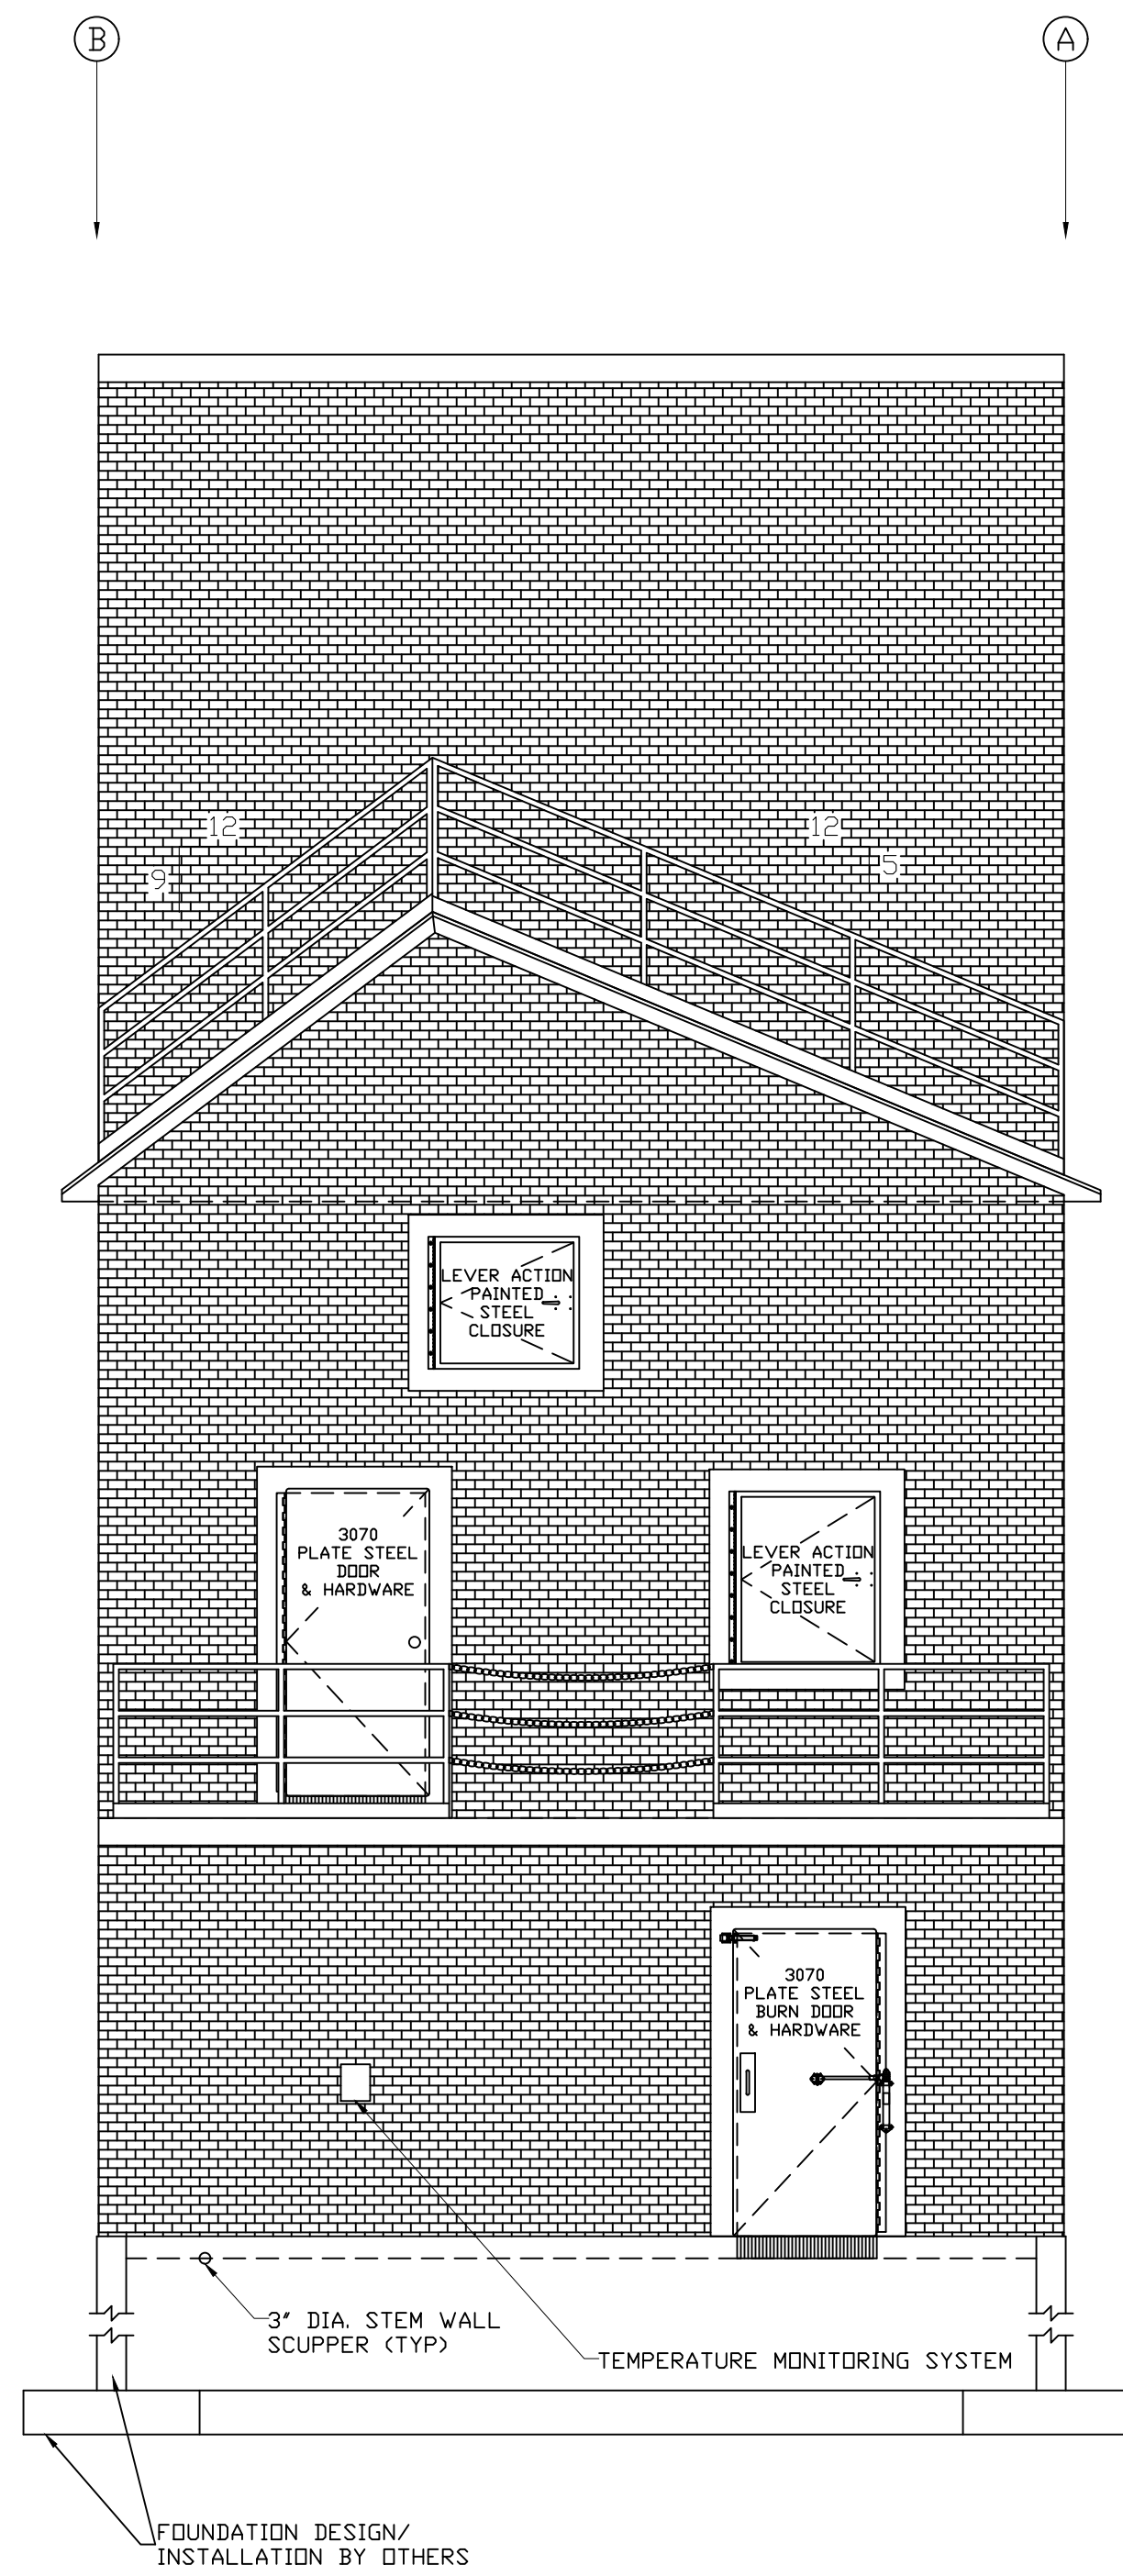 B
A
12
12
9
5
LEVER ACTION
PAINTED
STEEL
CLOSURE
3070
PLATE STEEL
DOOR
& HARDWARE
LEVER ACTION
PAINTED
STEEL
CLOSURE
3070
PLATE STEEL
BURN DOOR
& HARDWARE
3" DIA. STEM WALL
SCUPPER (TYP)
TEMPERATURE MONITORING SYSTEM
FOUNDATION DESIGN/
INSTALLATION BY OTHERS